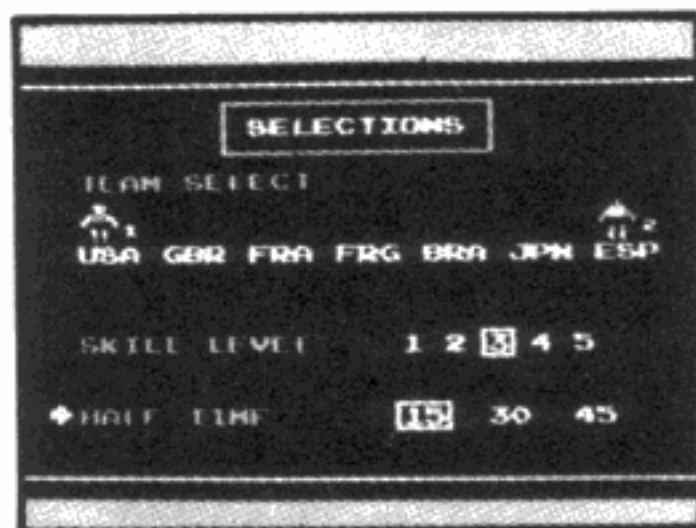 SELECTIONS
TEAM SELECT
1 2
USA GBR FRA FRG BRA JPN ESP
SKILL LEVEL 1 2 3 4 5
HALF TIME 15 30 45